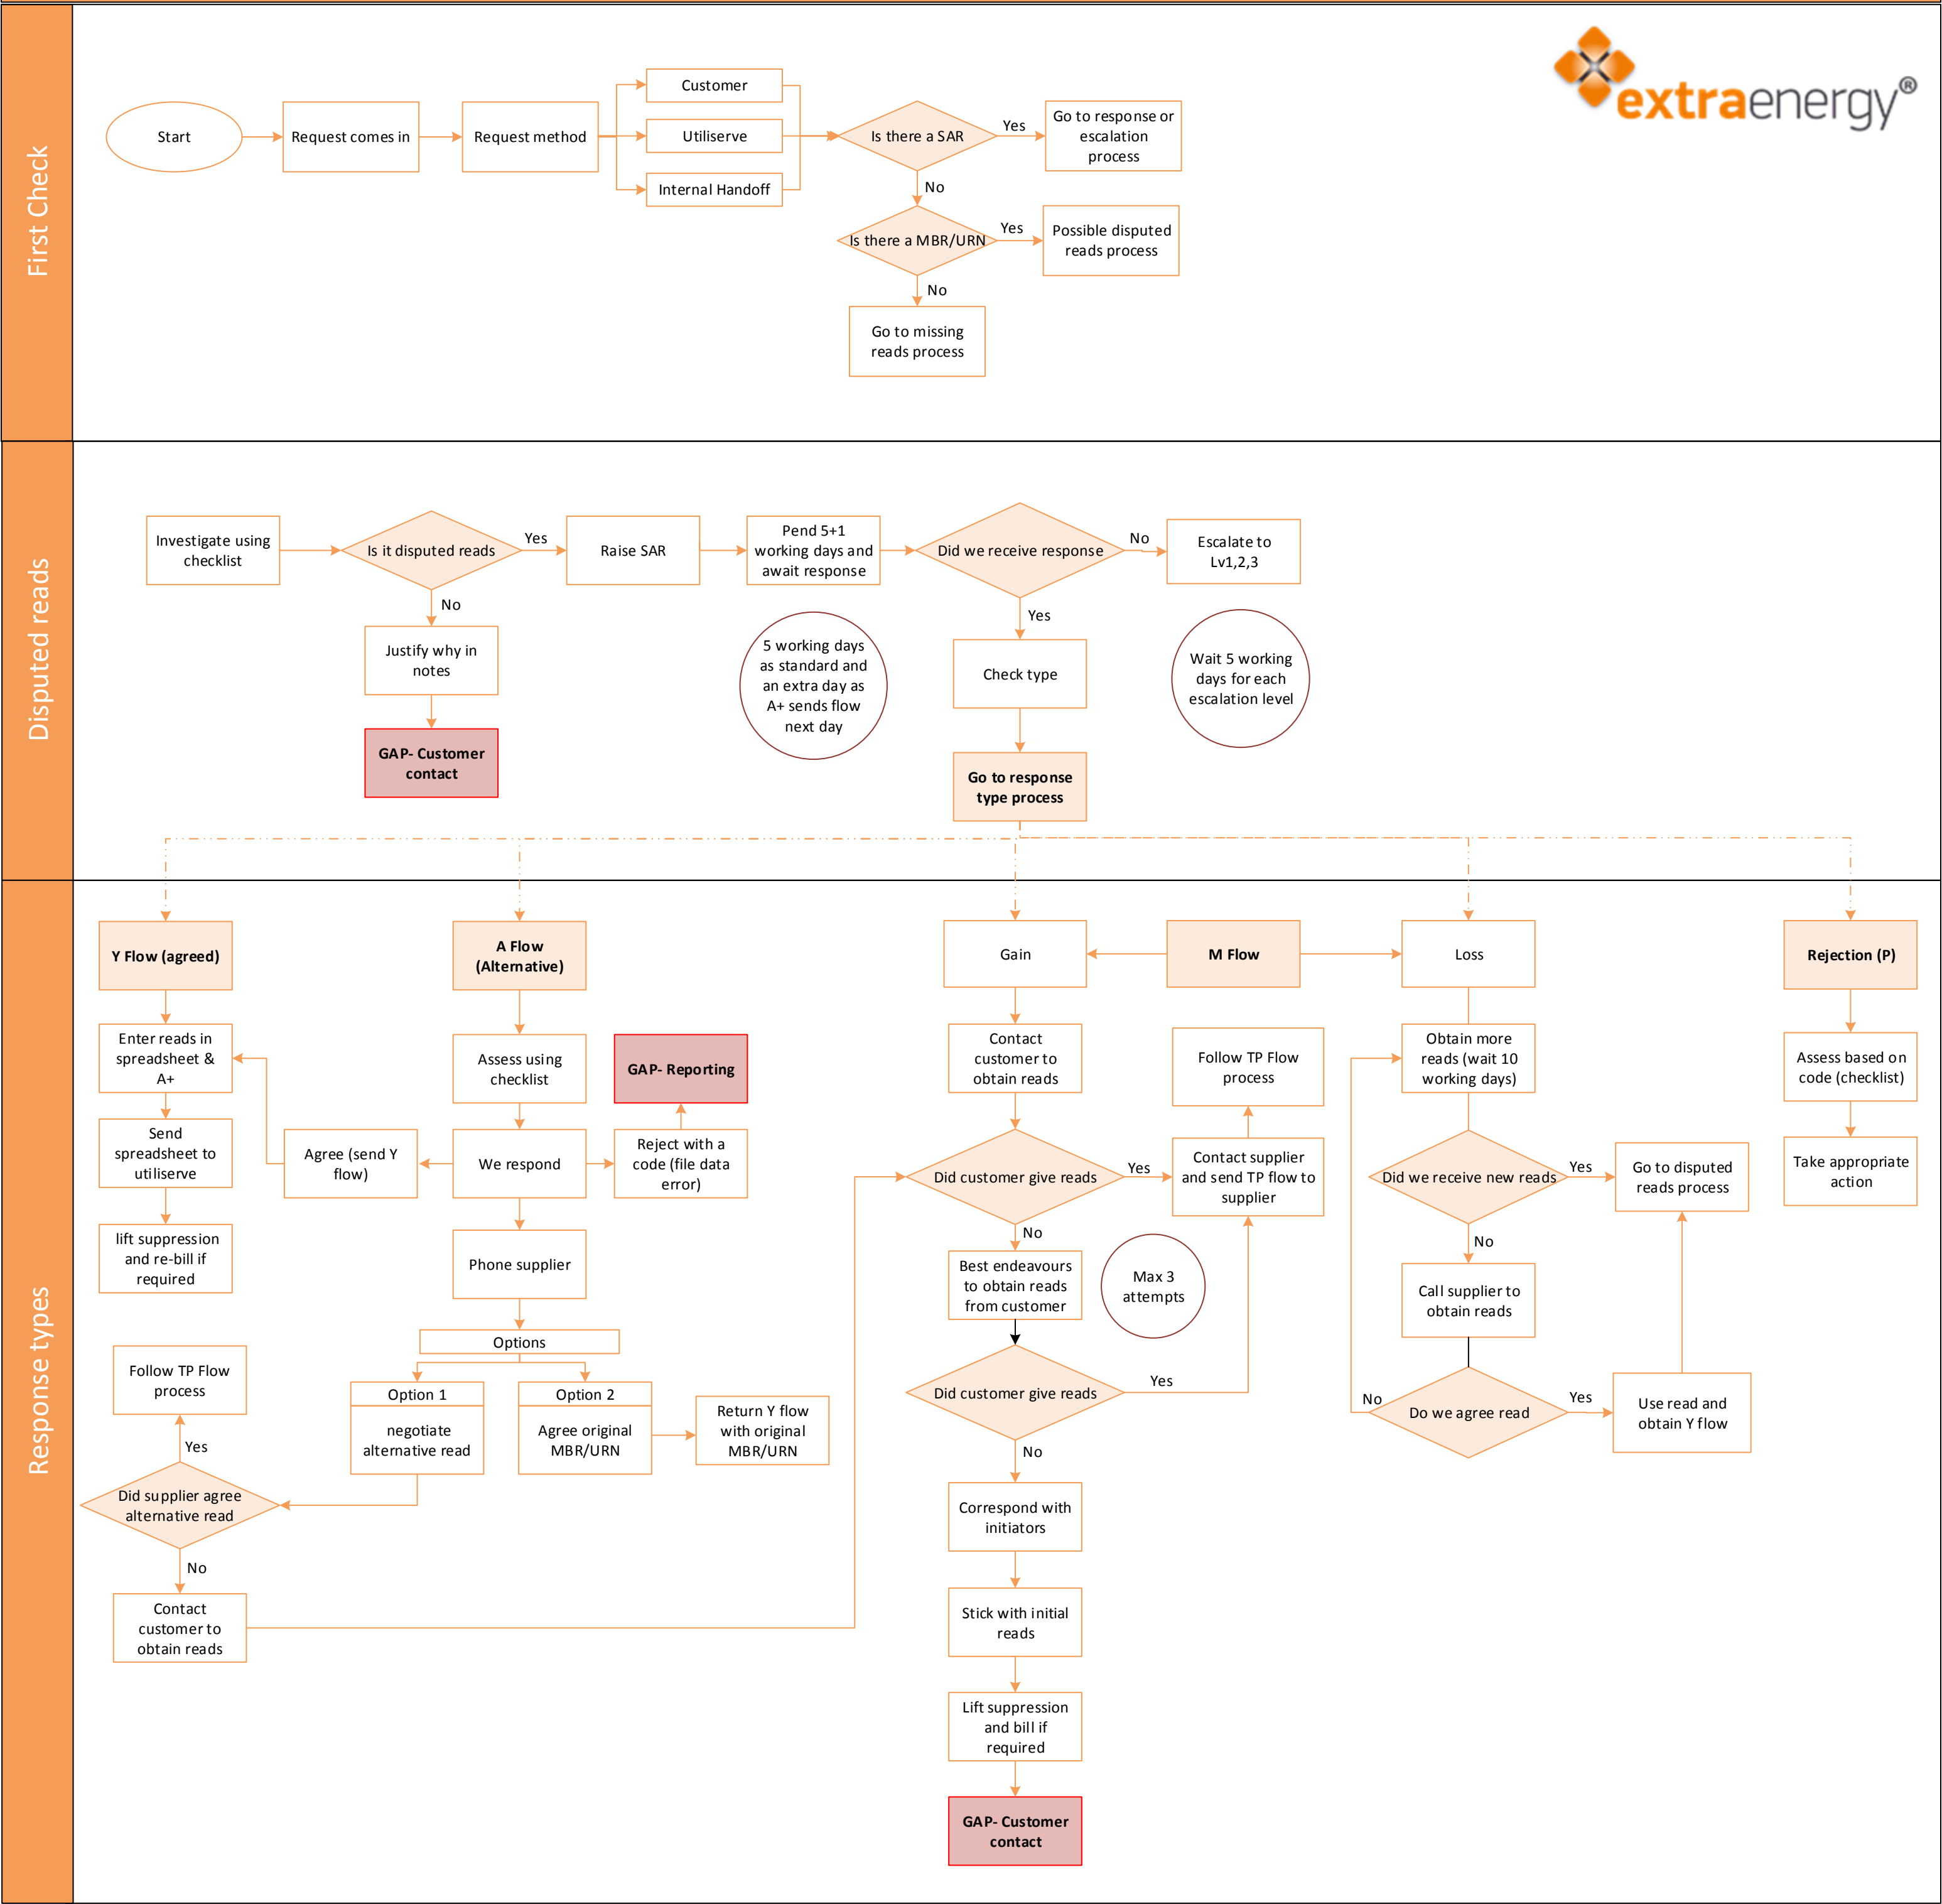 First Check
extraenergy®
Start
Request comes in
Request method
Customer
Utiliserve
Internal Handoff
Is there a SAR
Yes
Go to response or
escalation
process
No
Is there a MBR/URN
Yes
Possible disputed
reads process
No
Go to missing
reads process
Disputed reads
Investigate using
checklist
Is it disputed reads
Yes
Raise SAR
Pend 5+1
working days and
await response
Did we receive response
No
Escalate to
Lv1,2,3
No
Justify why in
notes
GAP- Customer
contact
5 working days
as standard and
an extra day as
A+ sends flow
next day
Yes
Check type
Go to response
type process
Wait 5 working
days for each
escalation level
Response types
Y Flow (agreed)
Enter reads in
spreadsheet &
A+
Send
spreadsheet to
utiliserve
lift suppression
and re-bill if
required
A Flow
(Alternative)
Assess using
checklist
We respond
Agree (send Y
flow)
Reject with a
code (file data
error)
GAP- Reporting
Phone supplier
Options
Option 1
negotiate
alternative read
Option 2
Agree original
MBR/URN
Return Y flow
with original
MBR/URN
Follow TP Flow
process
Yes
Did supplier agree
alternative read
No
Contact
customer to
obtain reads
Gain
M Flow
Loss
Contact
customer to
obtain reads
Did customer give reads
Yes
Contact supplier
and send TP flow to
supplier
Follow TP Flow
process
No
Best endeavours
to obtain reads
from customer
Max 3
attempts
Did customer give reads
Yes
No
Correspond with
initiators
Stick with initial
reads
Lift suppression
and bill if
required
GAP- Customer
contact
Obtain more
reads (wait 10
working days)
Did we receive new reads
Yes
Go to disputed
reads process
No
Call supplier to
obtain reads
Do we agree read
No
Yes
Use read and
obtain Y flow
Rejection (P)
Assess based on
code (checklist)
Take appropriate
action